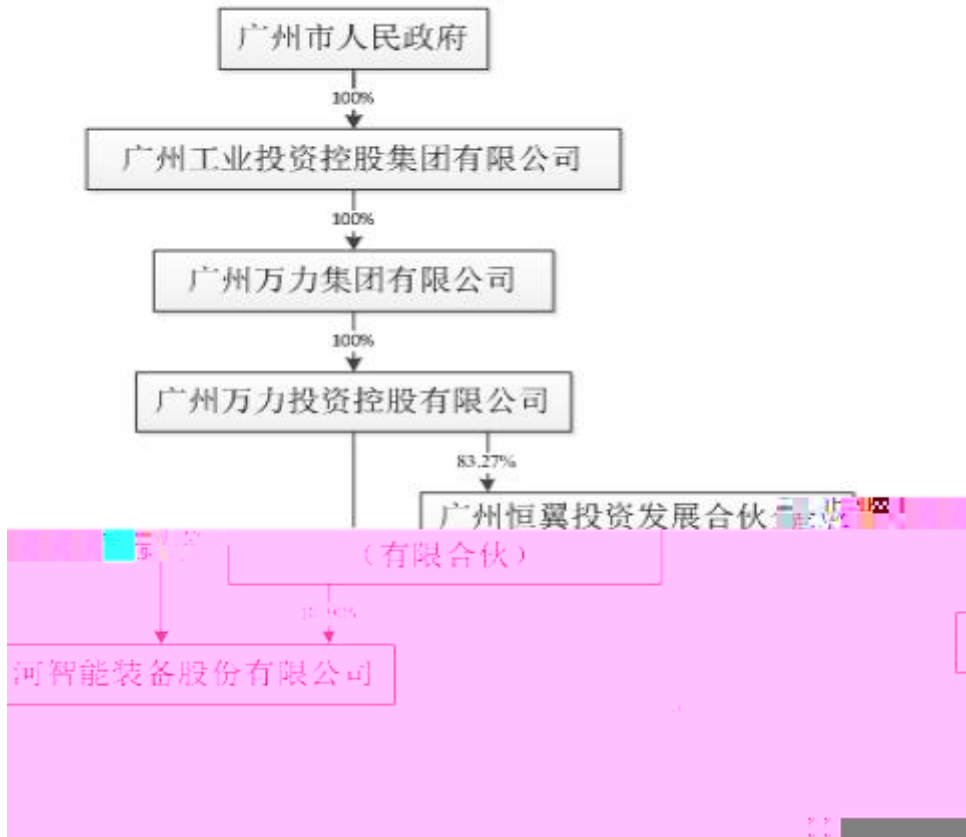 广州市人民政府
100%
广州工业投资控股集团有限公司
100%
广州万力集团有限公司
100%
广州万力投资控股有限公司
83.27%
广州恒翼投资发展合伙
（有限合伙）
河智能装备股份有限公司